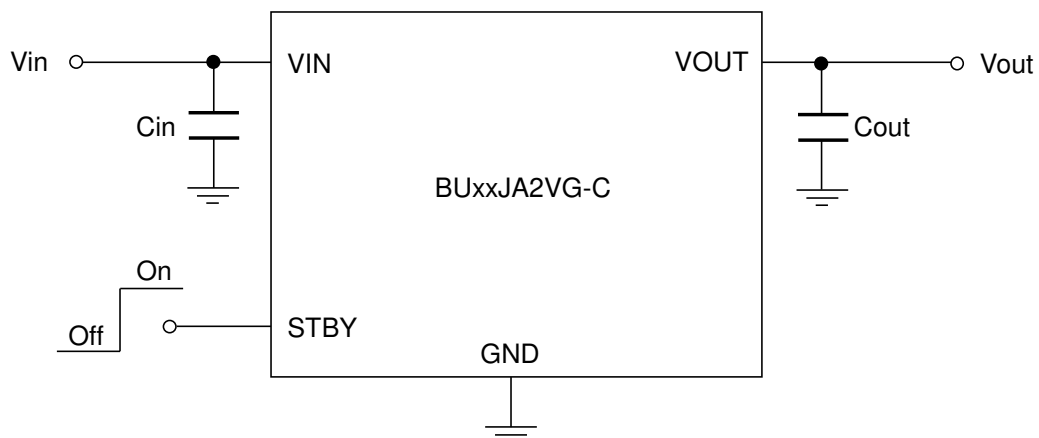 Vin
VIN
VOUT
Vout
Cin
Cout
BUxxJA2VG-C
On
Off
STBY
GND